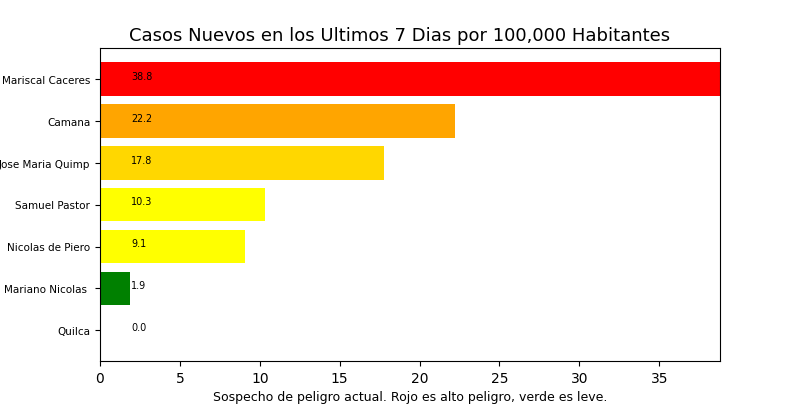 Casos Nuevos en los Ultimos 7 Dias por 100,000 Habitantes
Mariscal Caceres 38.8
Camana 22.2
Jose Maria Quimp 17.8
Samuel Pastor 10.3
Nicolas de Piero 9.1
Mariano Nicolas 1.9
Quilca 0.0
0 5 10 15 20 25 30 35
Sospecho de peligro actual. Rojo es alto peligro, verde es leve.